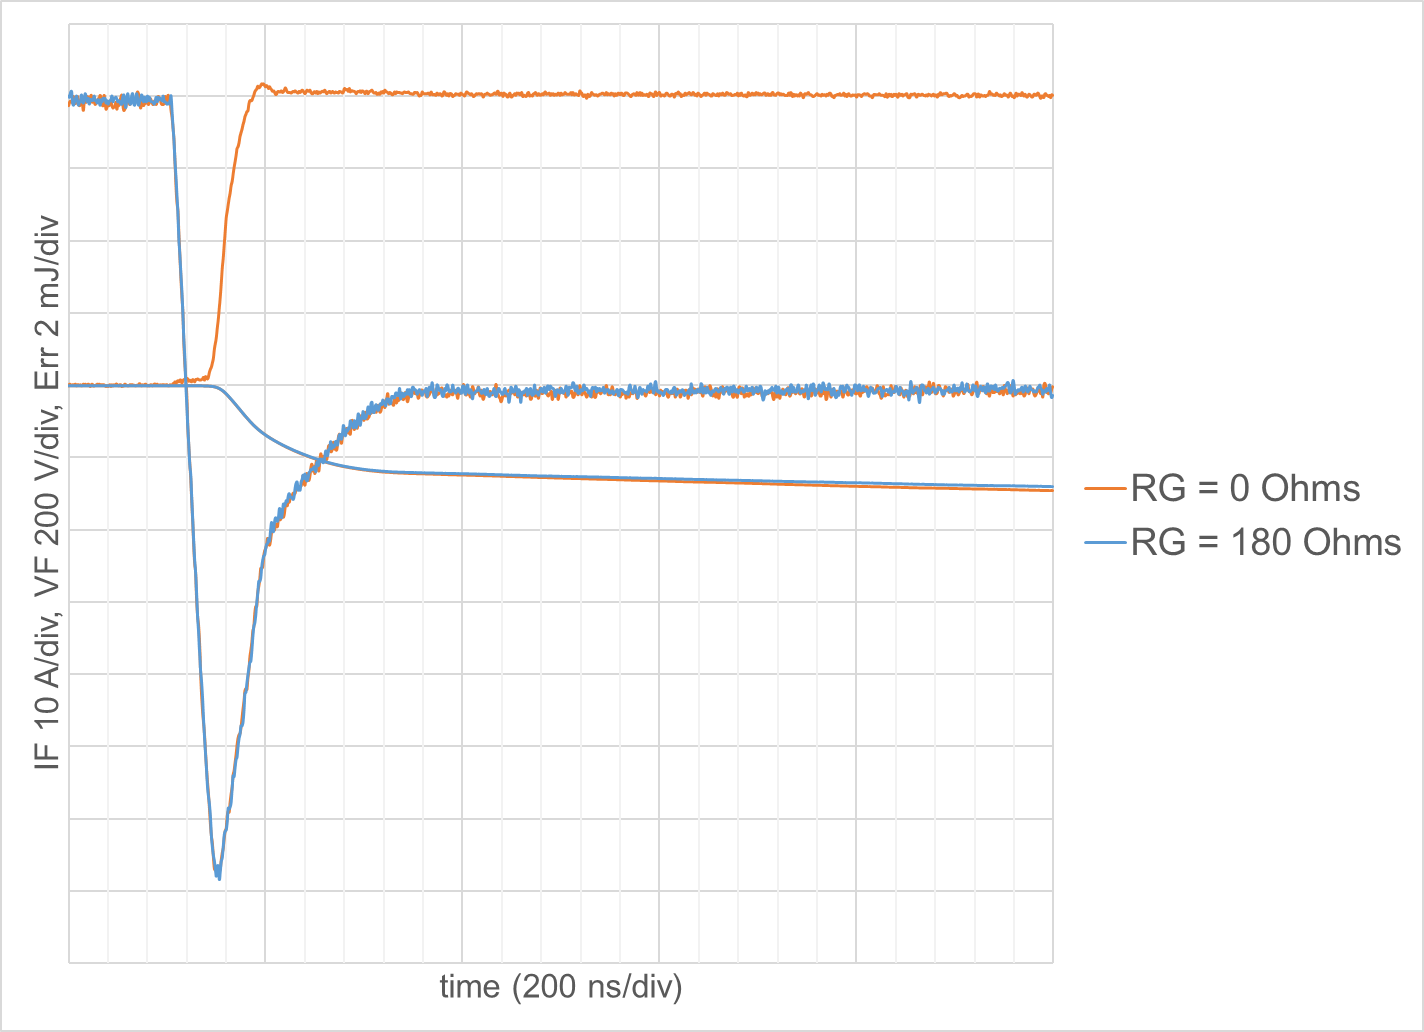 IF 10 A/div, VF 200 V/div, Err 2 mJ/div
RG = 0 Ohms
RG = 180 Ohms
time (200 ns/div)